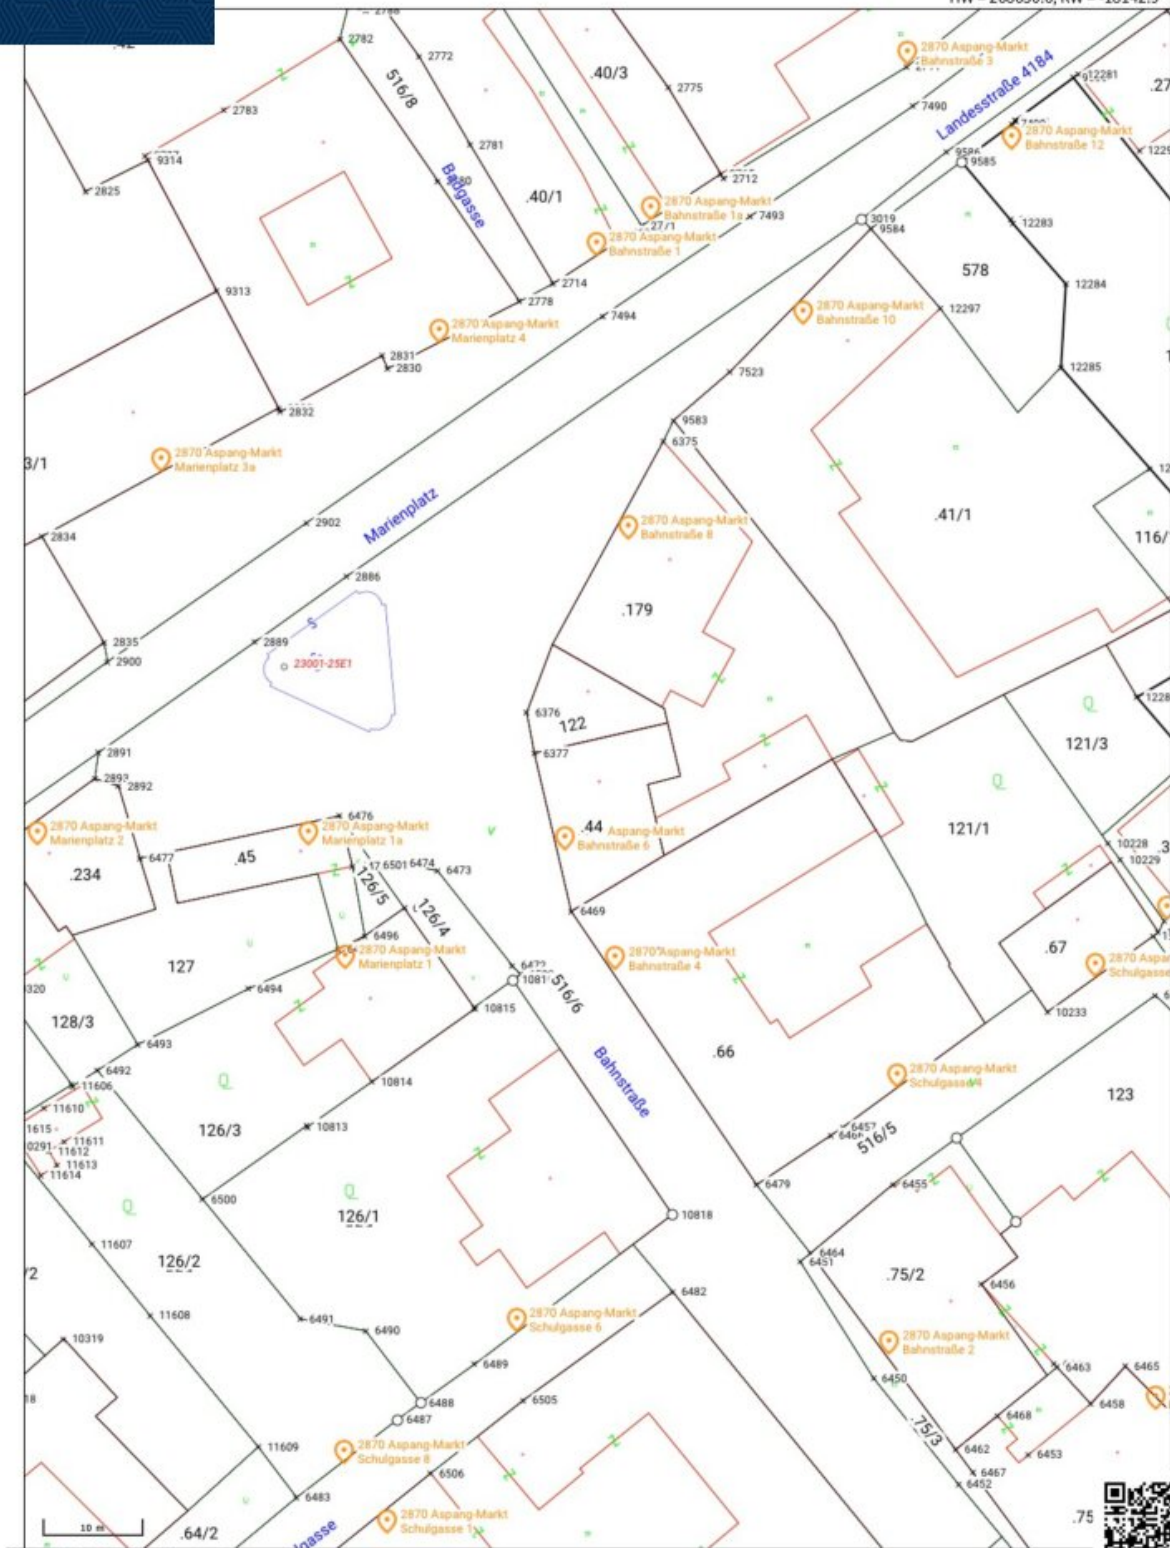 2782
2772
516/8
.40/3
2775
2870 Aspang-Markt
Bahnstraße 3
7490
Landesstraße 4184
12281
.27
2783
2870 Aspang-Markt
Bahnstraße 12
9314
2781
9586
9585
2825
Badgasse
.40/1
2712
2870 Aspang-Markt
Bahnstraße 1a
7493
3019
9584
12283
2870 Aspang-Markt
Bahnstraße 1
578
9313
2714
2778
12284
12297
7494
2870 Aspang-Markt
Bahnstraße 10
2870 Aspang-Markt
Marienplatz 4
2831
2830
7523
12285
2832
9583
6375
2870 Aspang-Markt
Marienplatz 3a
3/1
2902
Marienplatz
2870 Aspang-Markt
Bahnstraße 8
.41/1
2834
116/
2886
.179
2835
2889
2900
23001-25E1
6376
122
6377
121/3
2891
2892
2870 Aspang-Markt
Marienplatz 2
6476
2870 Aspang-Markt
Marienplatz 1a
.44
Aspang-Markt
Bahnstraße 6
121/1
10228
10229
6477
.45
6501
6474
6473
.234
126/5
126/4
6469
6496
.67
127
2870 Aspang-Markt
Marienplatz 1
2870 Aspang-Markt
Bahnstraße 4
6494
516/6
10815
10233
128/3
6493
.66
6492
11606
10814
2870 Aspang-Markt
Schulgasse 4
Bahnstraße
123
11610
10813
126/3
11611
11612
11613
11614
516/5
6500
6479
6455
126/1
10818
11607
126/2
6464
6451
.75/2
6456
6482
11608
6491
6490
2870 Aspang-Markt
Schulgasse 6
10319
2870 Aspang-Markt
Bahnstraße 2
6489
6463
6465
6450
6488
6505
6458
6487
6468
.75/3
11609
2870 Aspang-Markt
Schulgasse 8
6462
6453
6506
6467
6452
6483
2870 Aspang-Markt
Schulgasse 1
10 m
.64/2
.75